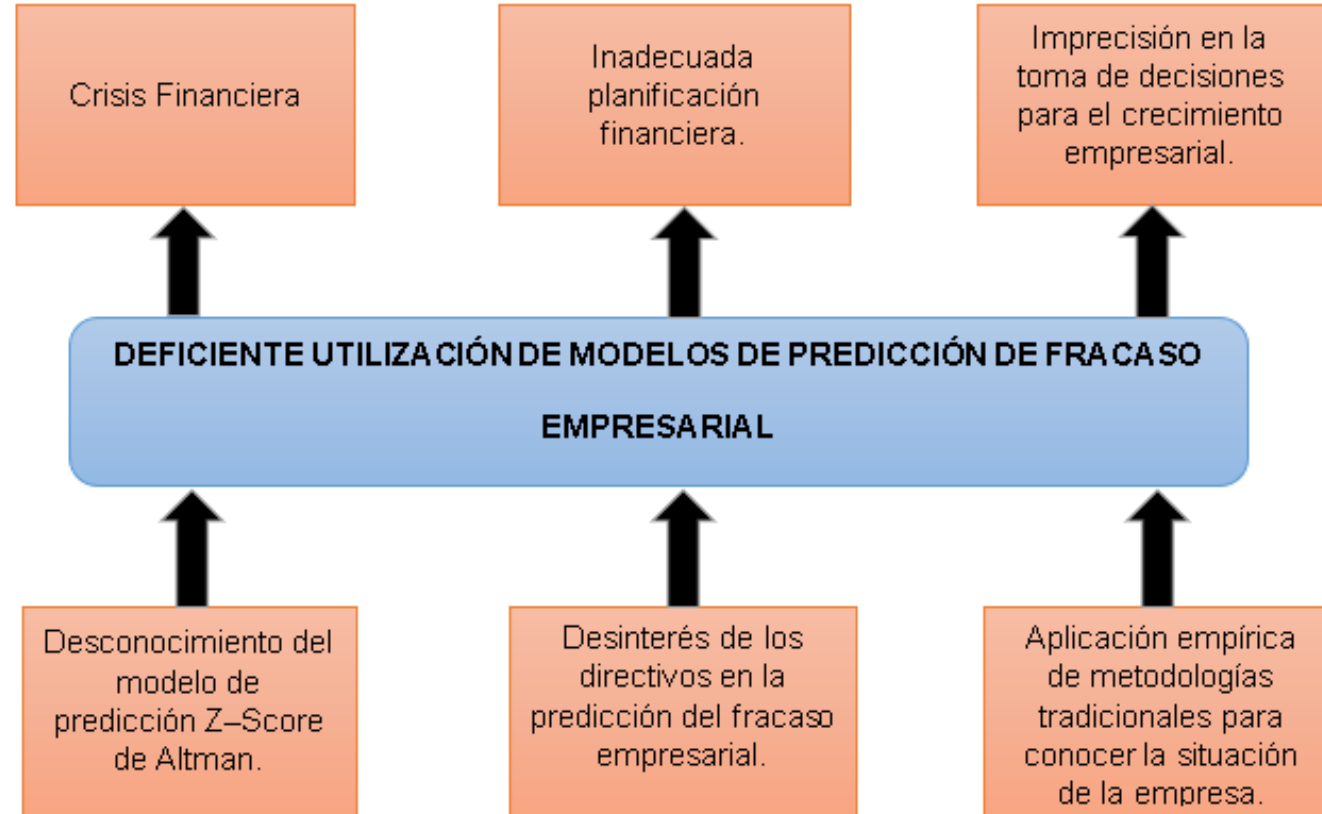 Crisis Financiera
Inadecuada
planificación
financiera.
Imprecisión en la
toma de decisiones
para el crecimiento
empresarial.
DEFICIENTE UTILIZACIÓN DE MODELOS DE PREDICCIÓN DE FRACASO
EMPRESARIAL
Desconocimiento del
modelo de
predicción Z–Score
de Altman.
Desinterés de los
directivos en la
predicción del fracaso
empresarial.
Aplicación empírica
de metodologías
tradicionales para
conocer la situación
de la empresa.